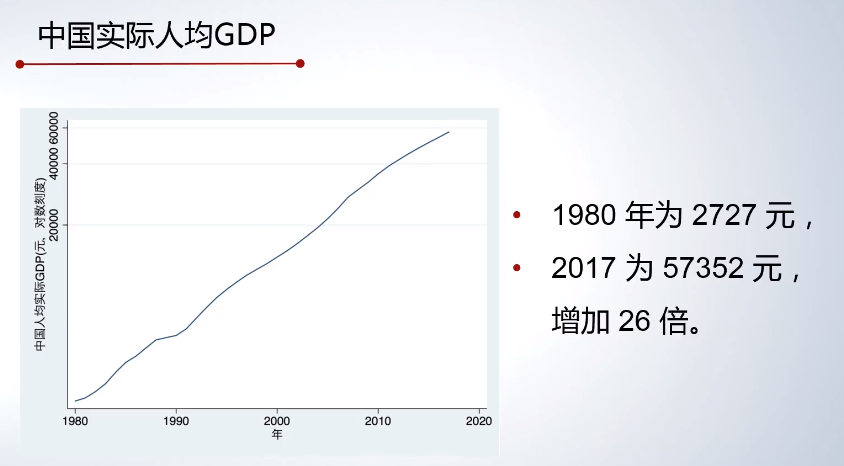 中国实际人均GDP
中国人均实际GDP(元，对数刻度)
60000
40000
20000
1980
1990
2000
2010
2020
年
• 1980 年为 2727 元，
• 2017 为 57352 元，
增加 26 倍。